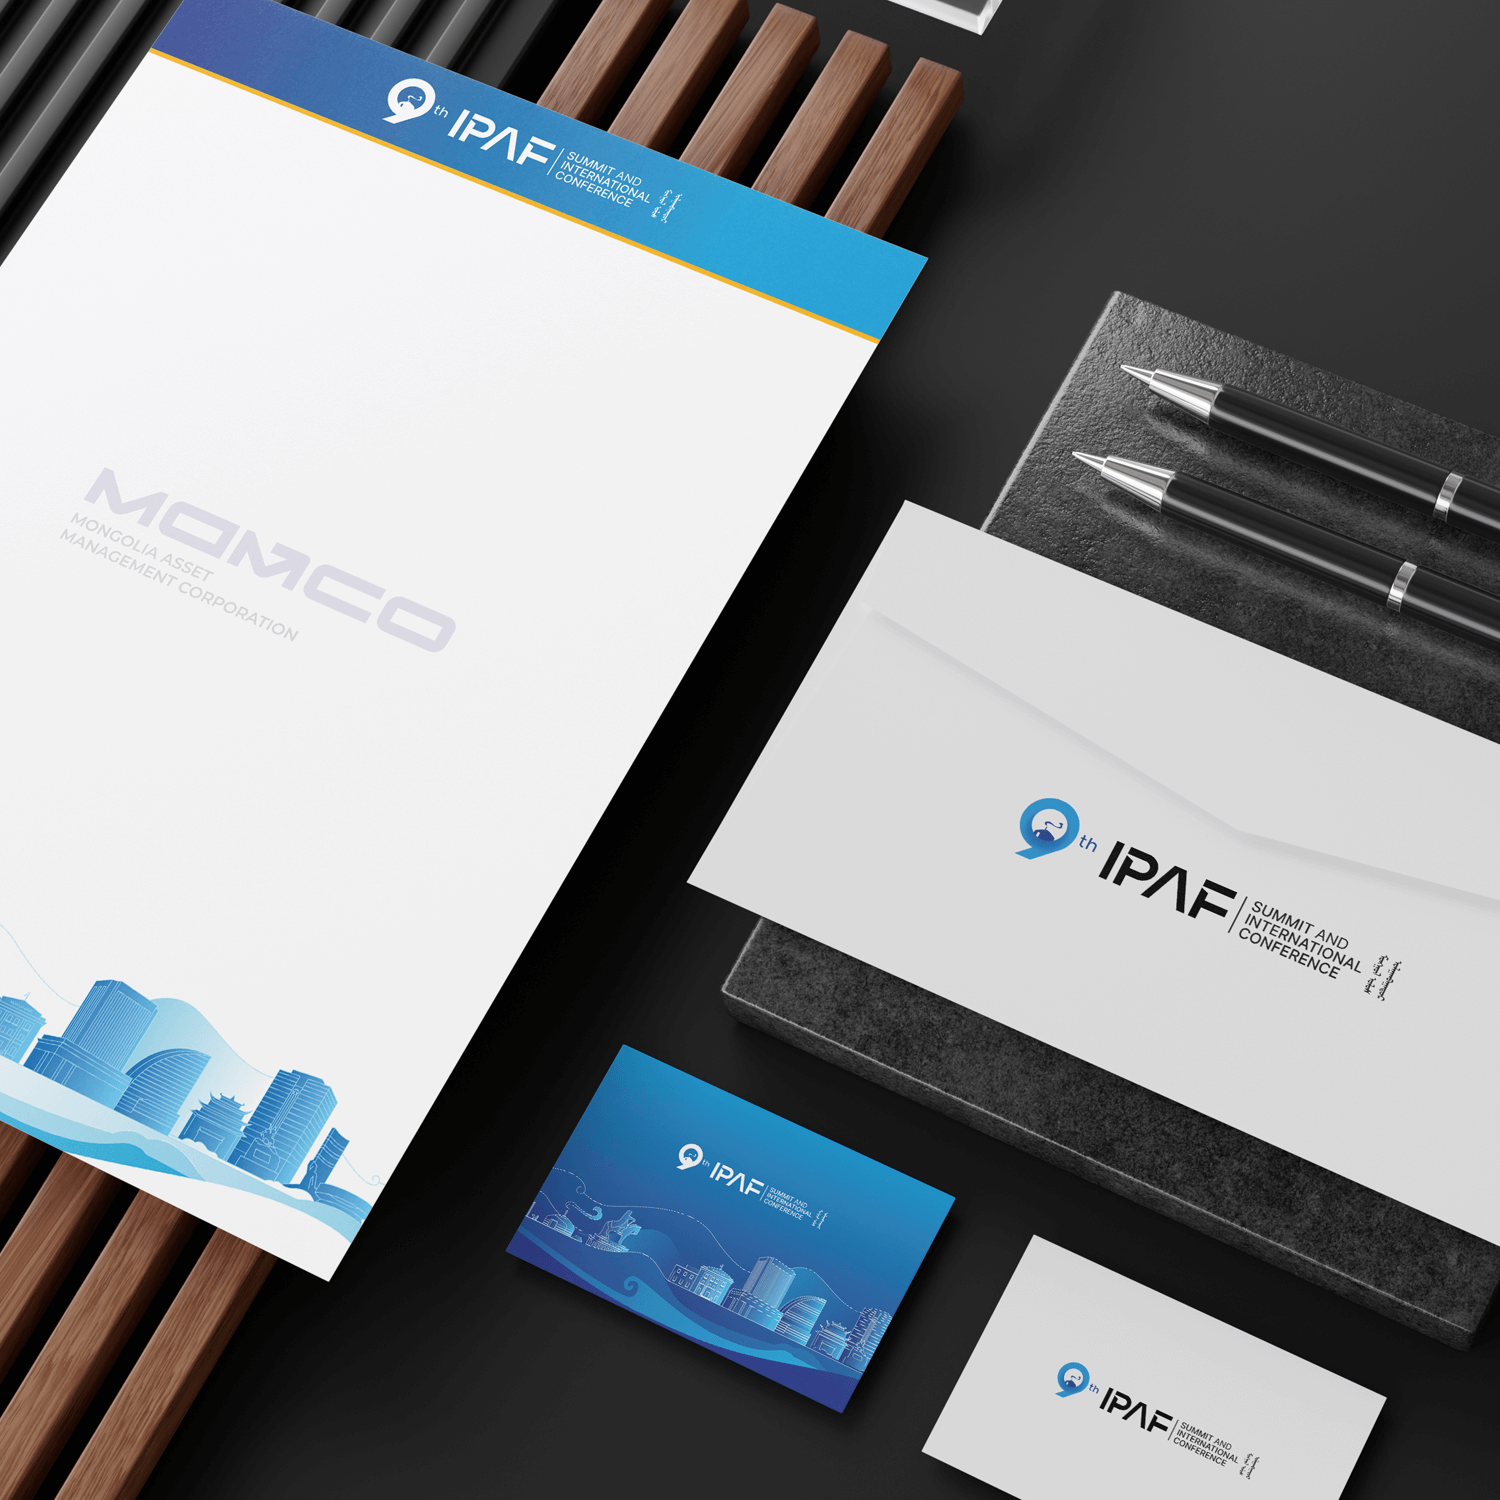 9th IPAF
SUMMIT AND
INTERNATIONAL
CONFERENCE
MOMCO
MONGOLIA ASSET
MANAGEMENT CORPORATION
9th IPAF
SUMMIT AND
INTERNATIONAL
CONFERENCE
9th IPAF
SUMMIT AND
INTERNATIONAL
CONFERENCE
9th IPAF
SUMMIT AND
INTERNATIONAL
CONFERENCE